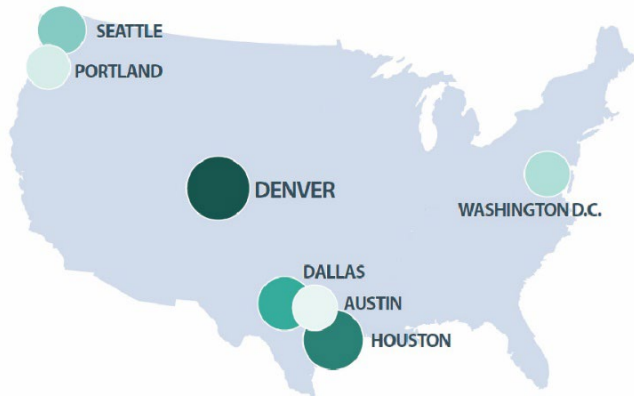 SEATTLE
PORTLAND
DENVER
WASHINGTON D.C.
DALLAS
AUSTIN
HOUSTON